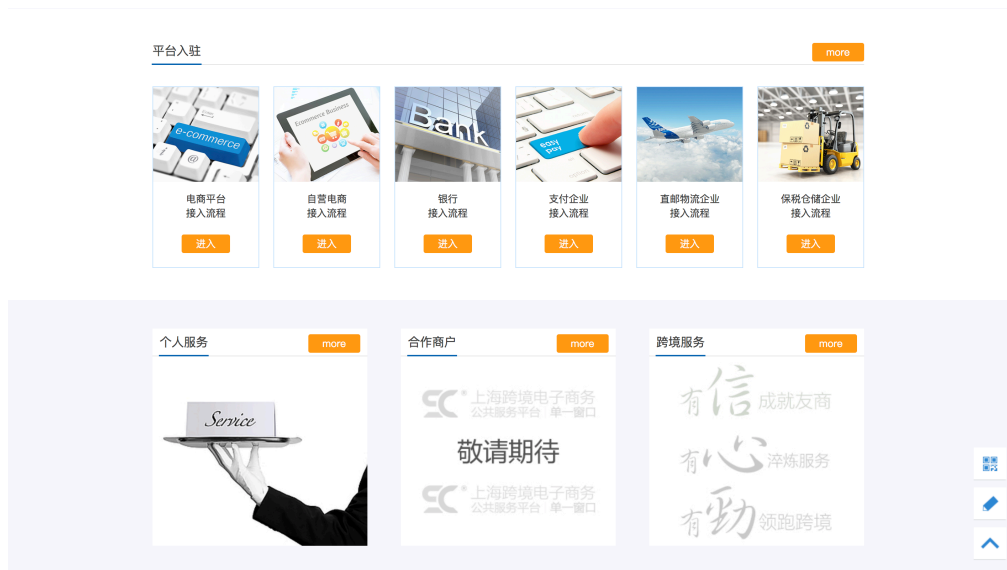 平台入驻
more
e-commerce
@
Ecommerce Business
Bank
easy
pay
电商平台
接入流程
自营电商
接入流程
银行
接入流程
支付企业
接入流程
直邮物流企业
接入流程
保税仓储企业
接入流程
进入
进入
进入
进入
进入
进入
个人服务
more
合作商户
more
跨境服务
more
Service
上海跨境电子商务
公共服务平台 单一窗口
敬请期待
上海跨境电子商务
公共服务平台 单一窗口
有信成就友商
有心淬炼服务
有勁领跑跨境